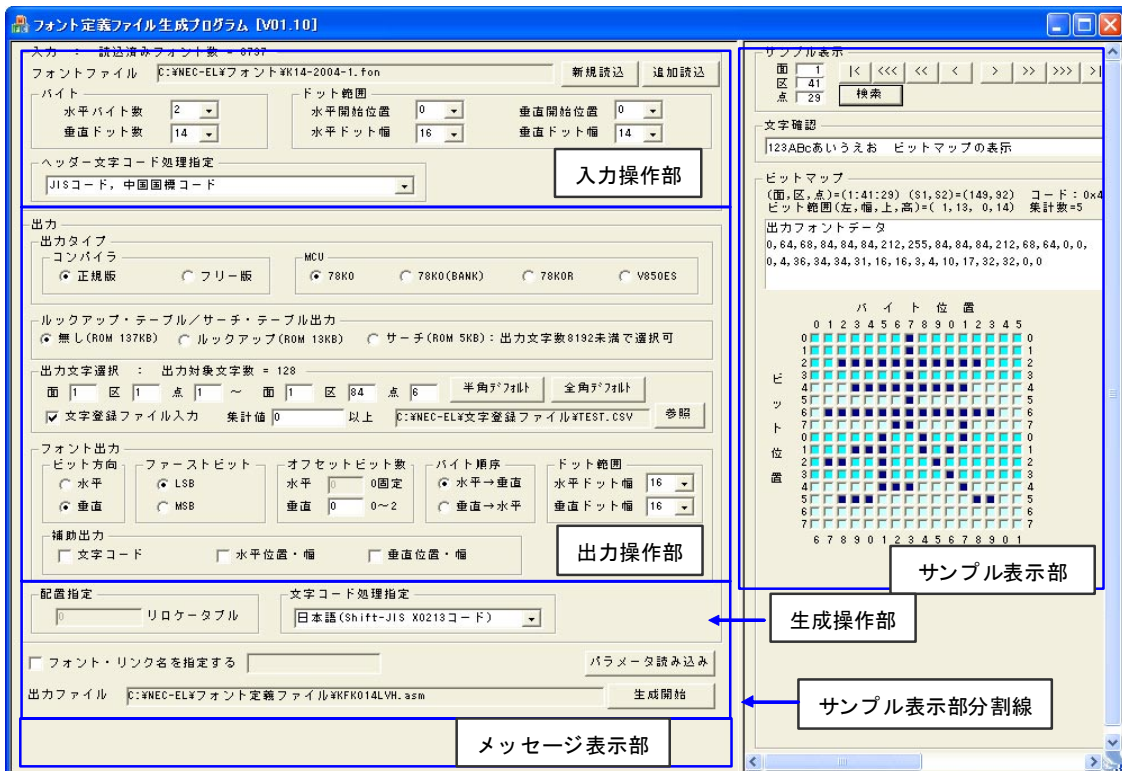 フォント定義ファイル生成プログラム [V01.10]
入力 ： 読込済みフォント数 = 8797
フォントファイル C:¥NEC-EL¥フォント¥K14-2004-1.fon 新規読込 追加読込
バイト
水平バイト数 2
垂直ドット数 14
ドット範囲
水平開始位置 0 垂直開始位置 0
水平ドット幅 16 垂直ドット幅 14
ヘッダー文字コード処理指定
JISコード, 中国国標コード
入力操作部
出力
出力タイプ
コンパイラ
正規版 フリー版
MCU
78K0 78K0(BANK) 78K0R V850ES
ルックアップ・テーブル／サーチ・テーブル出力
無し(ROM 137KB) ルックアップ(ROM 13KB) サーチ(ROM 5KB)：出力文字数8192未満で選択可
出力文字選択 ： 出力対象文字数 = 128
面 1 区 1 点 1 ～ 面 1 区 84 点 6 半角ﾃﾞﾌｫﾙﾄ 全角ﾃﾞﾌｫﾙﾄ
文字登録ファイル入力 集計値 0 以上 C:¥NEC-EL¥文字登録ファイル¥TEST.CSV 参照
フォント出力
ビット方向
水平
垂直
ファーストビット
LSB
MSB
オフセットビット数
水平 0 0固定
垂直 0 0～2
バイト順序
水平→垂直
垂直→水平
ドット範囲
水平ドット幅 16
垂直ドット幅 16
補助出力
文字コード 水平位置・幅 垂直位置・幅
出力操作部
配置指定
0 リロケータブル
文字コード処理指定
日本語(Shift-JIS X0213コード)
フォント・リンク名を指定する パラメータ読み込み
出力ファイル C:¥NEC-EL¥フォント定義ファイル¥KFK014LVH.asm 生成開始
メッセージ表示部
サンプル表示
面 1
区 41
点 29
|< <<< << < > >> >>> >|
検索
文字確認
123ABcあいうえお ビットマップの表示
ビットマップ
(面,区,点)=(1:41:29) (S1,S2)=(149,92) コード：0x4
ビット範囲(左,幅,上,高)=( 1,13, 0,14) 集計数=5
出力フォントデータ
0,64,68,84,84,84,212,255,84,84,84,212,68,64,0,0,
0,4,36,34,34,31,16,16,3,4,10,17,32,32,0,0
バイト位置
0 1 2 3 4 5 6 7 8 9 0 1 2 3 4 5
ビット位置
0 0
1 1
2 2
3 3
4 4
5 5
6 6
7 7
0 0
1 1
2 2
3 3
4 4
5 5
6 6
7 7
6 7 8 9 0 1 2 3 4 5 6 7 8 9 0 1
サンプル表示部
生成操作部
サンプル表示部分割線